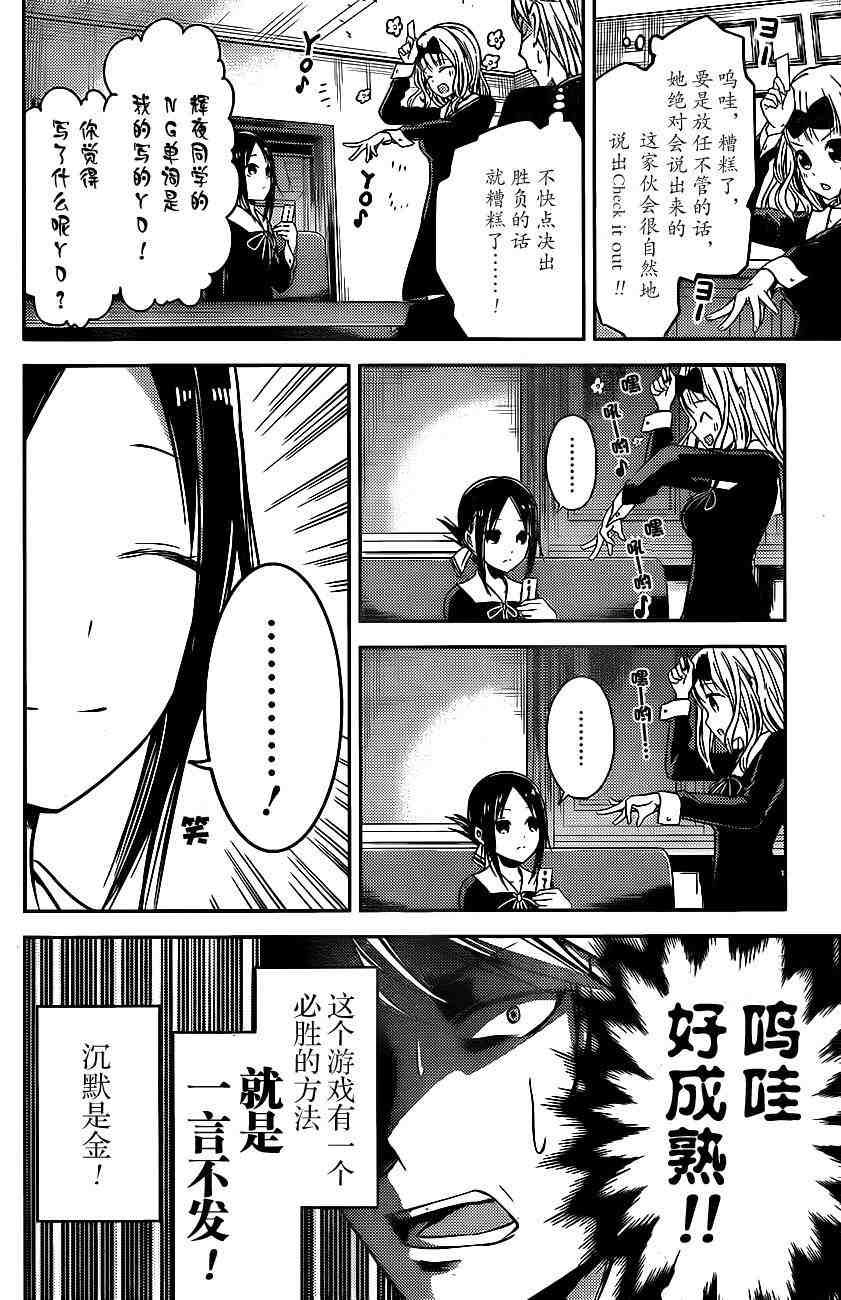 呜哇，糟糕了，
要是放任不管的话，
她绝对会说出来的
这家伙会很自然地
说出Check it out !!
ヨー
ヨー
不快点决出
胜负的话
就糟糕了……！
YO♪
YO♪
辉夜同学的
NG单词是
我的写的YO！
你觉得
写了什么呢YO？
嘿
吼—哟♪
嘿
吼—哟♪
………
嘿—哟—…
………
…………！
笑
呜哇
好成熟!!
这个游戏有一个
必胜的方法
就是
一言不发！
沉默是金！